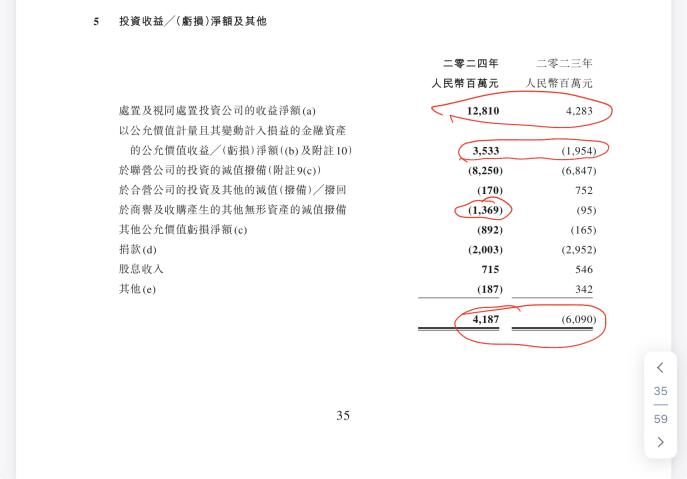 5 投資收益／(虧損)淨額及其他
二零二四年 二零二三年
人民幣百萬元 人民幣百萬元
處置及視同處置投資公司的收益淨額(a) 12,810 4,283
以公允價值計量且其變動計入損益的金融資產
的公允價值收益／(虧損)淨額((b)及附註10) 3,533 (1,954)
於聯營公司的投資的減值撥備(附註9(c)) (8,250) (6,847)
於合營公司的投資及其他的減值(撥備)／撥回 (170) 752
於商譽及收購產生的其他無形資產的減值撥備 (1,369) (95)
其他公允價值虧損淨額(c) (892) (165)
捐款(d) (2,003) (2,952)
股息收入 715 546
其他(e) (187) 342
4,187 (6,090)
35
35
59